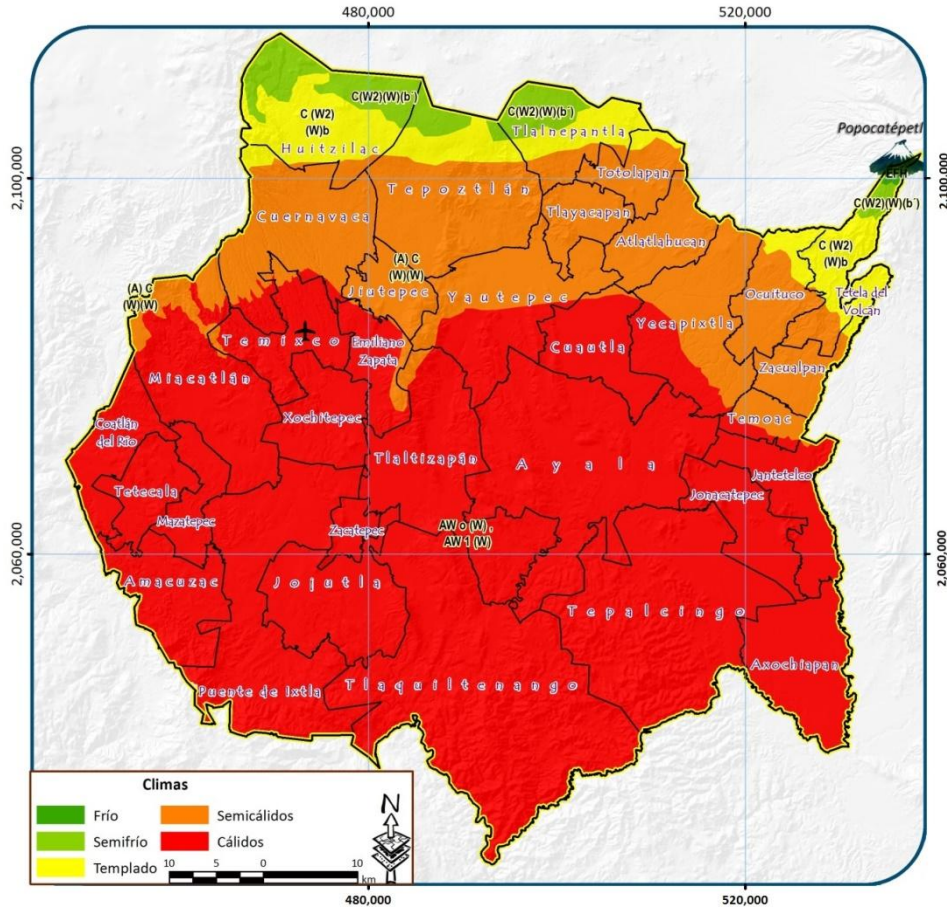 480,000
520,000
Popocatépetl
C(W2)(W)(b´)
C(W2)(W)(b´)
C (W2)
(W)b
Tlalnepantla
Huitzilac
EFH
2,100,000
2,100,000
Totolapan
Tepoztlán
C(W2)(W)(b´)
Tlayacapan
Cuernavaca
Atlatlahucan
C (W2)
(W)b
(A) C
(W)(W)
(A) C
(W)(W)
Jiutepec
Yautepec
Ocuituco
Tetela del
Volcán
Yecapixtla
Temixco
Emiliano
Zapata
Cuautla
Zacualpan
Miacatlán
Xochitepec
Temoac
Coatlán
del Río
Tlaltizapán
Ayala
Jantetelco
Tetecala
Jonacatepec
Mazatepec
Zacatepec
AW o (W) ,
AW 1 (W)
2,060,000
2,060,000
Amacuzac
Jojutla
Tepalcingo
Axochiapan
Puente de Ixtla
Tlaquiltenango
Climas
Frío
Semicálidos
Semifrío
Cálidos
Templado
N
10 5 0 10
km
480,000
520,000